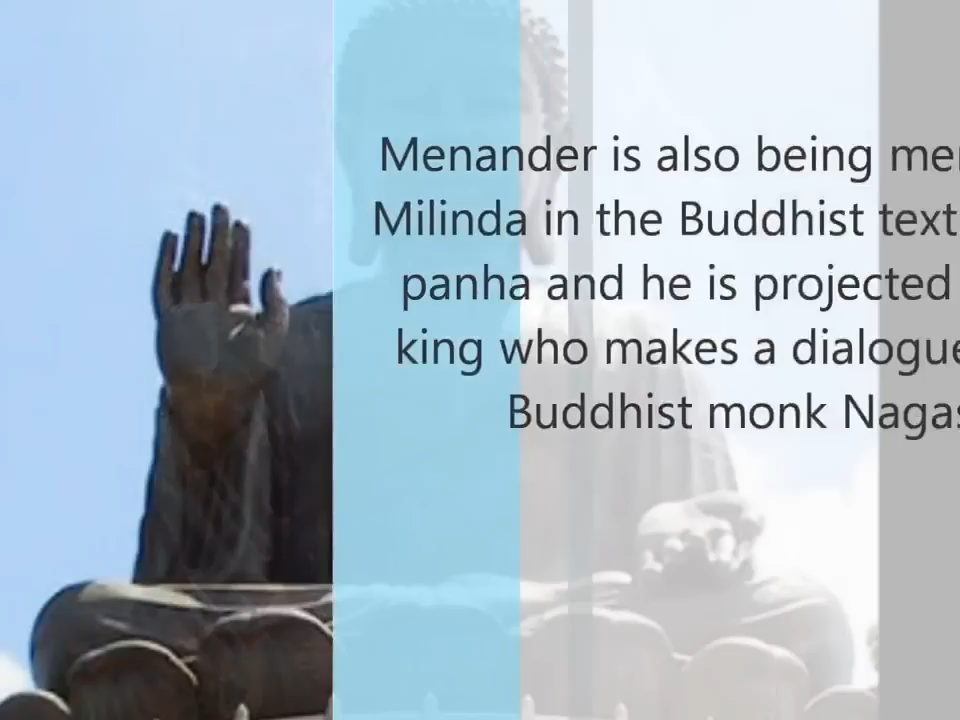 Menander is also being
Milinda in the Buddhist text
panha and he is projected
king who makes a dialogue
Buddhist monk